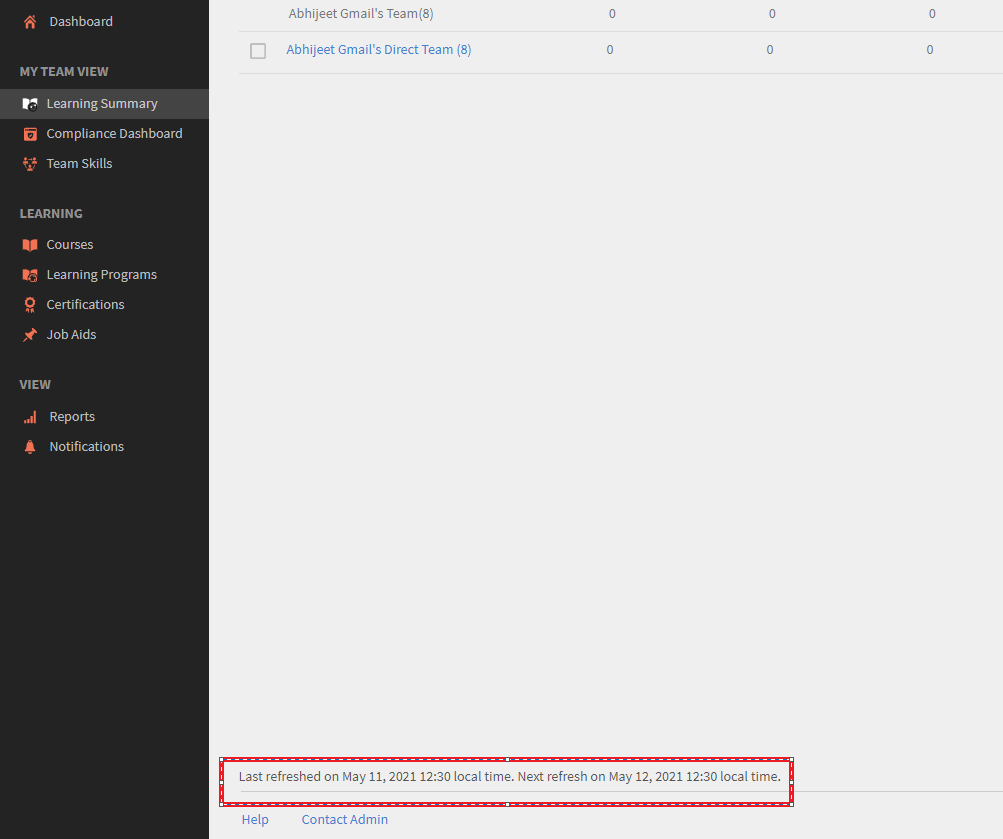 Dashboard
MY TEAM VIEW
Learning Summary
Compliance Dashboard
Team Skills
LEARNING
Courses
Learning Programs
Certifications
Job Aids
VIEW
Reports
Notifications
Abhijeet Gmail's Team(8) 0 0 0
Abhijeet Gmail's Direct Team (8) 0 0 0
Last refreshed on May 11, 2021 12:30 local time. Next refresh on May 12, 2021 12:30 local time.
Help Contact Admin